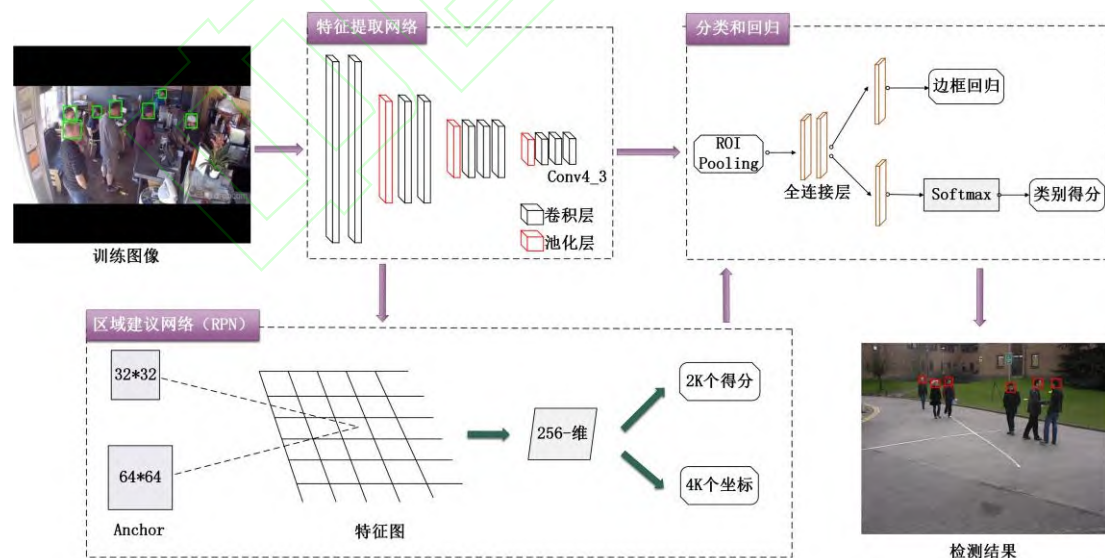 特征提取网络
分类和回归
边框回归
ROI
Pooling
全连接层
Softmax
类别得分
Conv4_3
卷积层
池化层
训练图像
区域建议网络（RPN）
32*32
64*64
Anchor
特征图
256-维
2K个得分
4K个坐标
检测结果